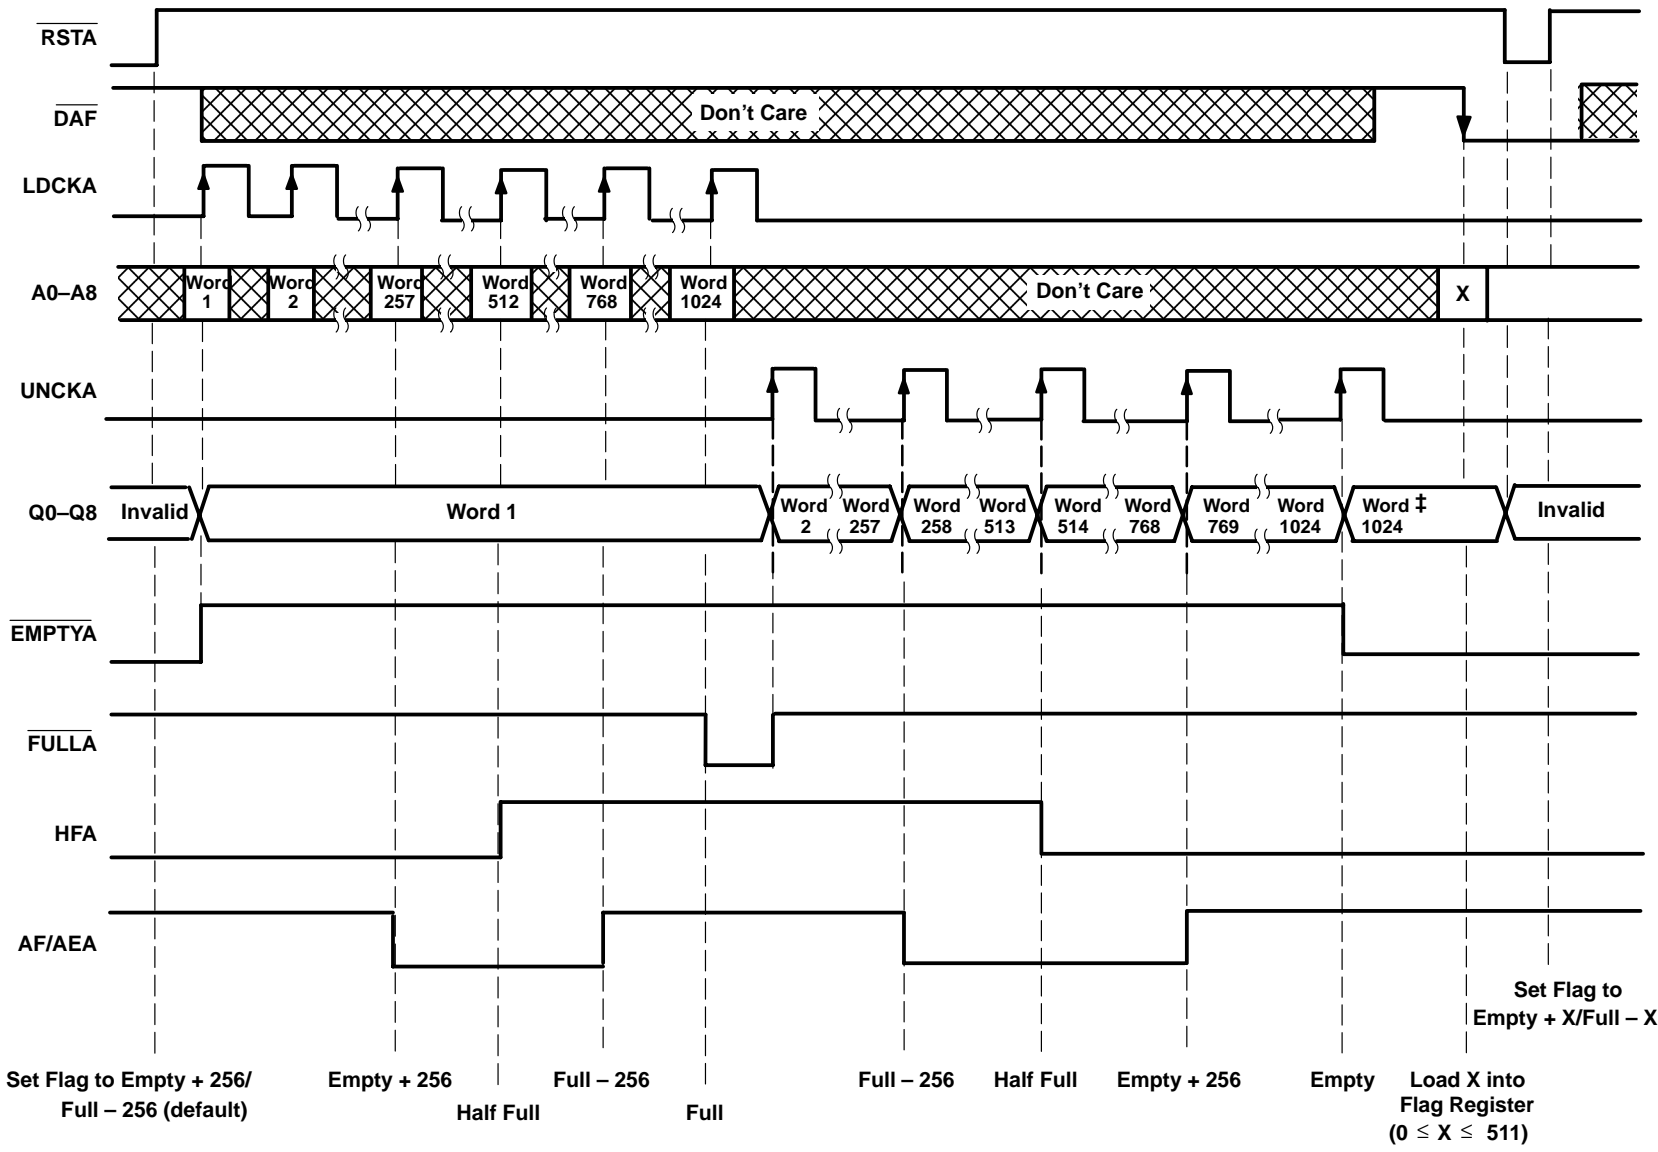 RSTA
DAF
Don't Care
LDCKA
A0–A8
Word
1
Word
2
Word
257
Word
512
Word
768
Word
1024
Don't Care
X
UNCKA
Q0–Q8
Invalid
Word 1
Word
2
Word
257
Word
258
Word
513
Word
514
Word
768
Word
769
Word
1024
Word ‡
1024
Invalid
EMPTYA
FULLA
HFA
AF/AEA
Set Flag to
Empty + X/Full – X
Set Flag to Empty + 256/
Full – 256 (default)
Empty + 256
Half Full
Full – 256
Full
Full – 256
Half Full
Empty + 256
Empty
Load X into
Flag Register
(0 ≤ X ≤ 511)